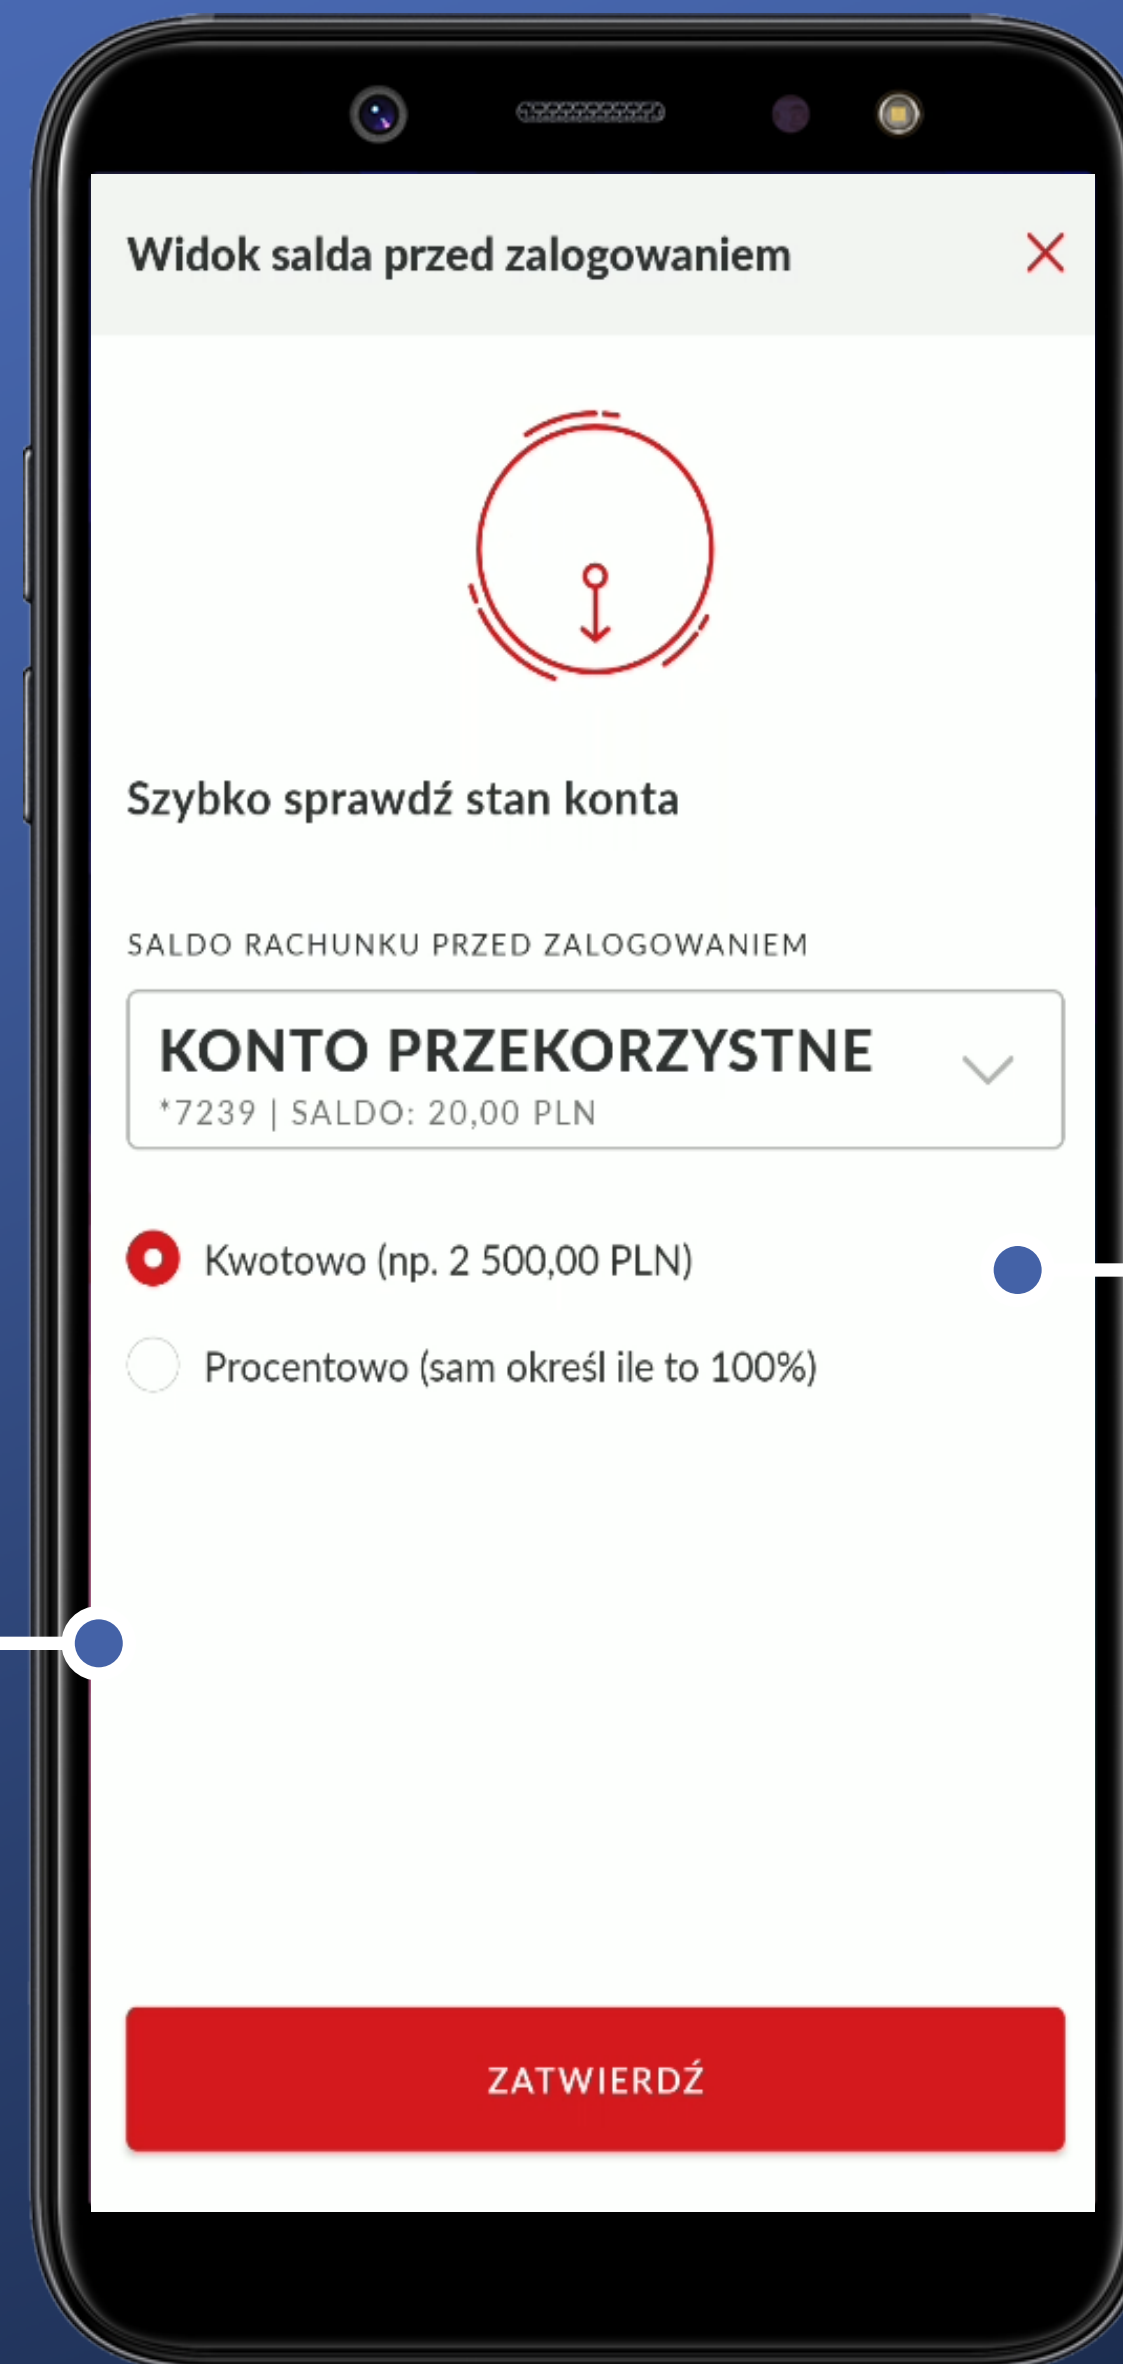 Widok salda przed zalogowaniem
Szybko sprawdź stan konta
SALDO RACHUNKU PRZED ZALOGOWANIEM
KONTO PRZEKORZYSTNE
*7239 | SALDO: 20,00 PLN
Kwotowo (np. 2 500,00 PLN)
Procentowo (sam określ ile to 100%)
ZATWIERDŹ